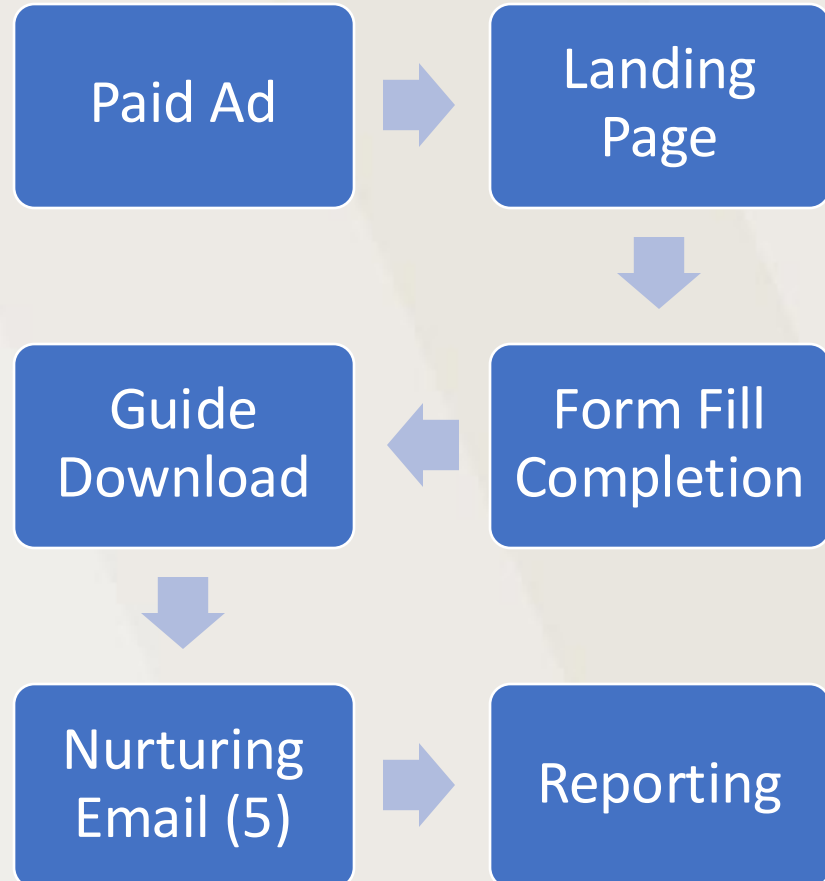 Paid Ad
Landing
Page
Form Fill
Completion
Guide
Download
Nurturing
Email (5)
Reporting